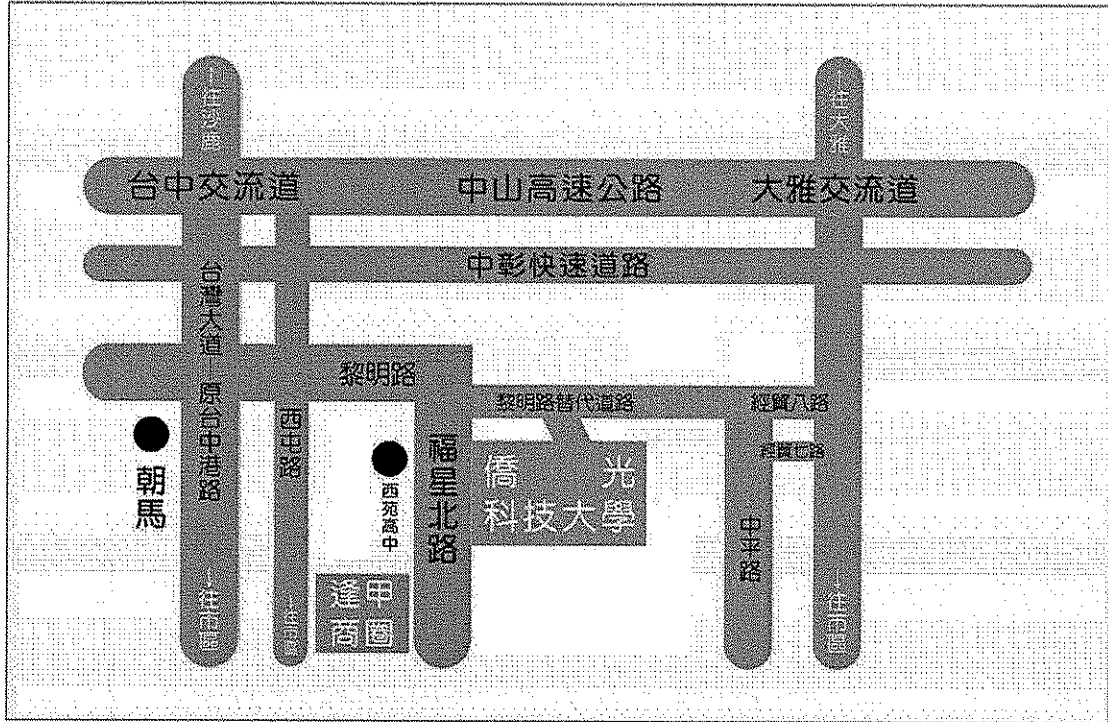 往沙鹿
往大雅
台中交流道
中山高速公路
大雅交流道
中彰快速道路
台灣大道
原台中港路
黎明路
黎明路替代道路
經貿八路
西屯路
福星北路
經貿七路
朝馬
西苑高中
僑光
科技大學
中平路
逢甲
商圈
往市區
往市區
往市區